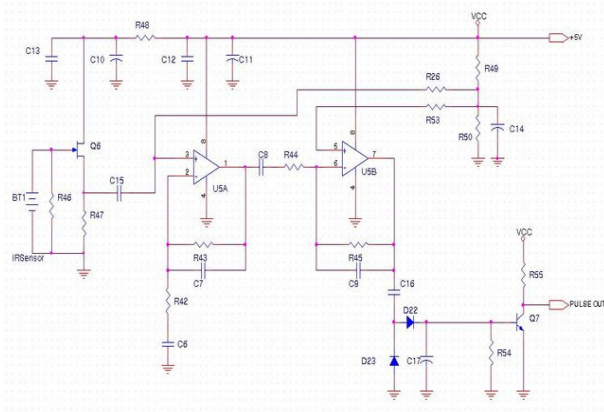 VCC
R48
+5V
C13
C10
C12
C11
R49
R26
R53
R50
C14
Q6
8
8
3
2
1
5
6
7
C15
U5A
C8
R44
U5B
4
4
BT1
R46
R47
IRSensor
R43
C7
R45
C9
VCC
R42
C16
R55
D22
PULSE OUT
Q7
C6
D23
C17
R54